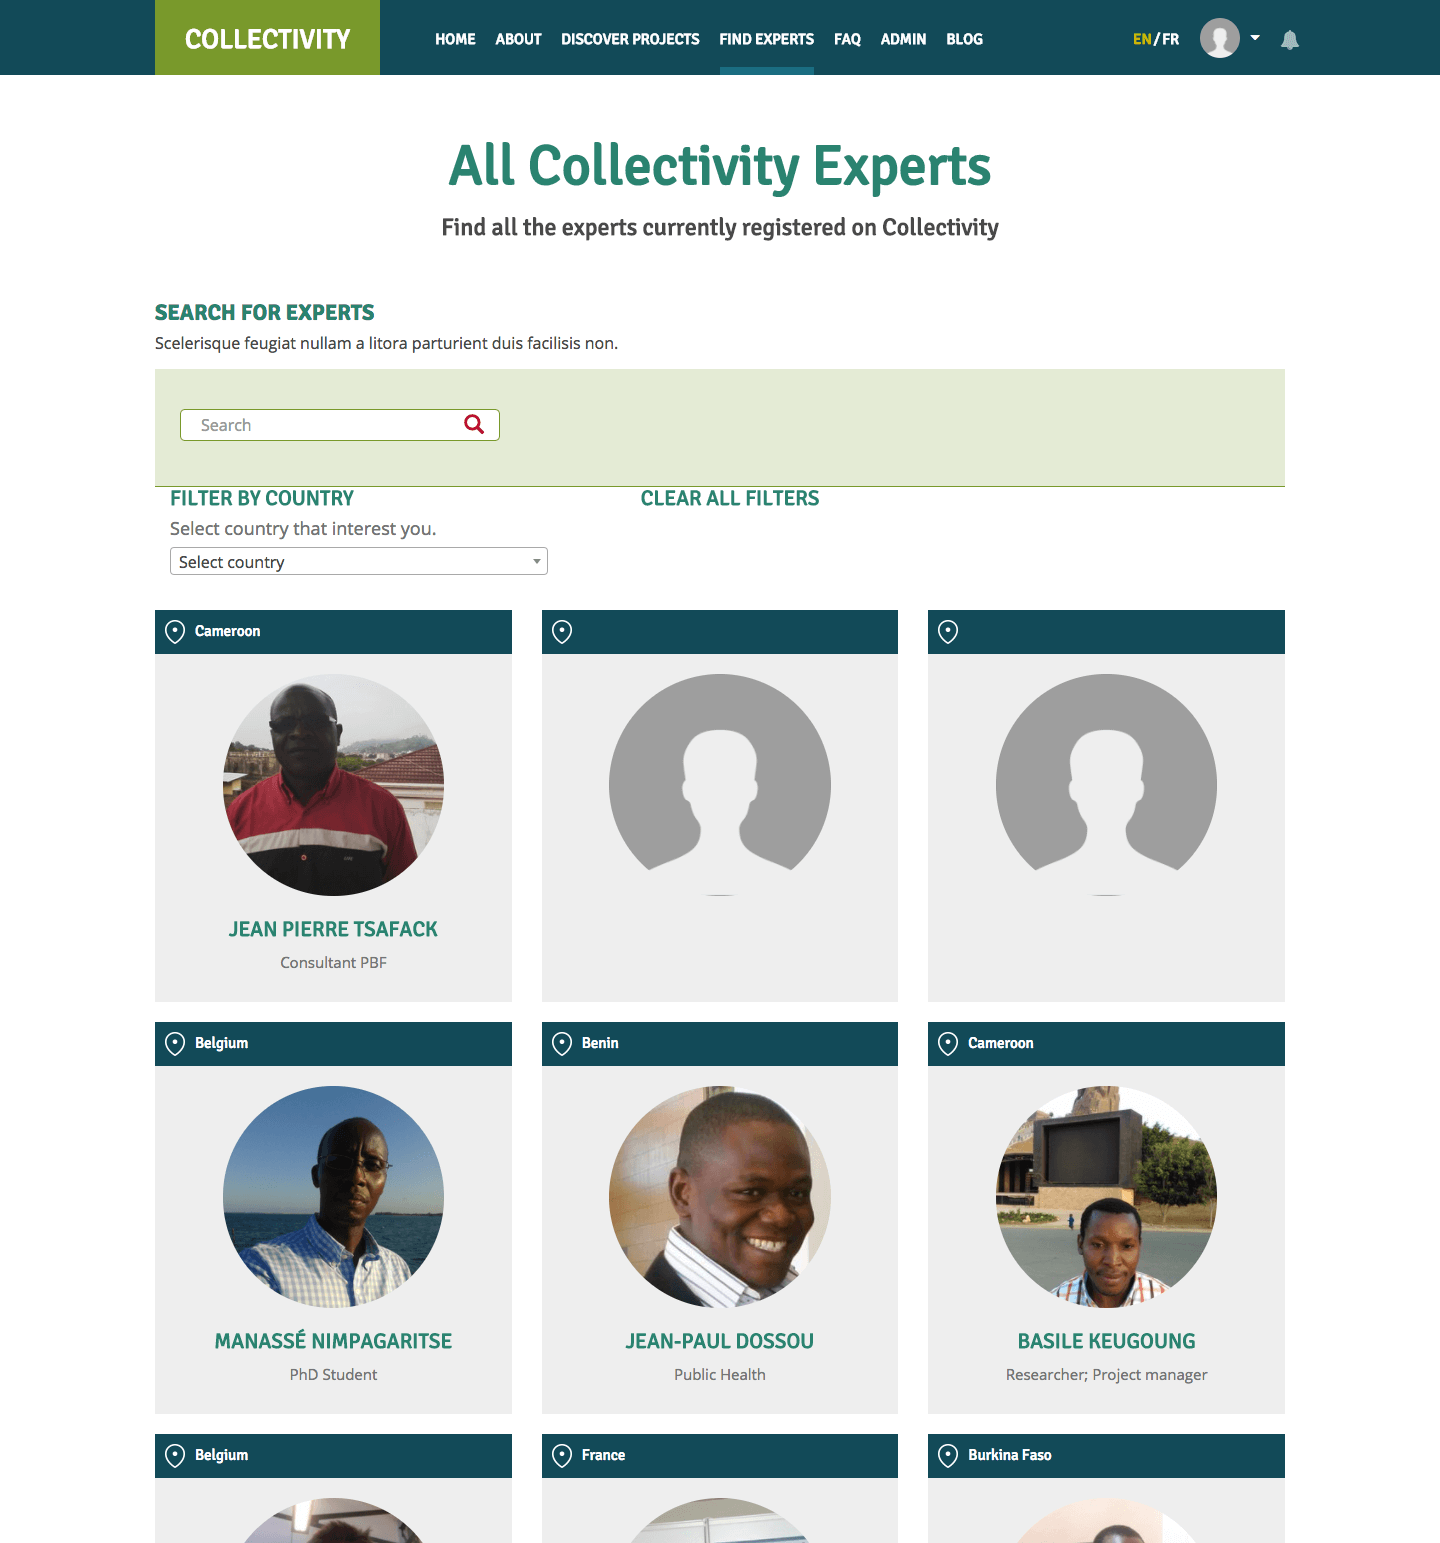 COLLECTIVITY
HOME ABOUT DISCOVER PROJECTS FIND EXPERTS FAQ ADMIN BLOG EN/FR
All Collectivity Experts
Find all the experts currently registered on Collectivity
SEARCH FOR EXPERTS
Scelerisque feugiat nullam a litora parturient duis facilisis non.
Search
FILTER BY COUNTRY
Select country that interest you.
Select country
CLEAR ALL FILTERS
Cameroon
JEAN PIERRE TSAFACK
Consultant PBF
Belgium
MANASSÉ NIMPAGARITSE
PhD Student
Benin
JEAN-PAUL DOSSOU
Public Health
Cameroon
BASILE KEUGOUNG
Researcher; Project manager
Belgium
France
Burkina Faso